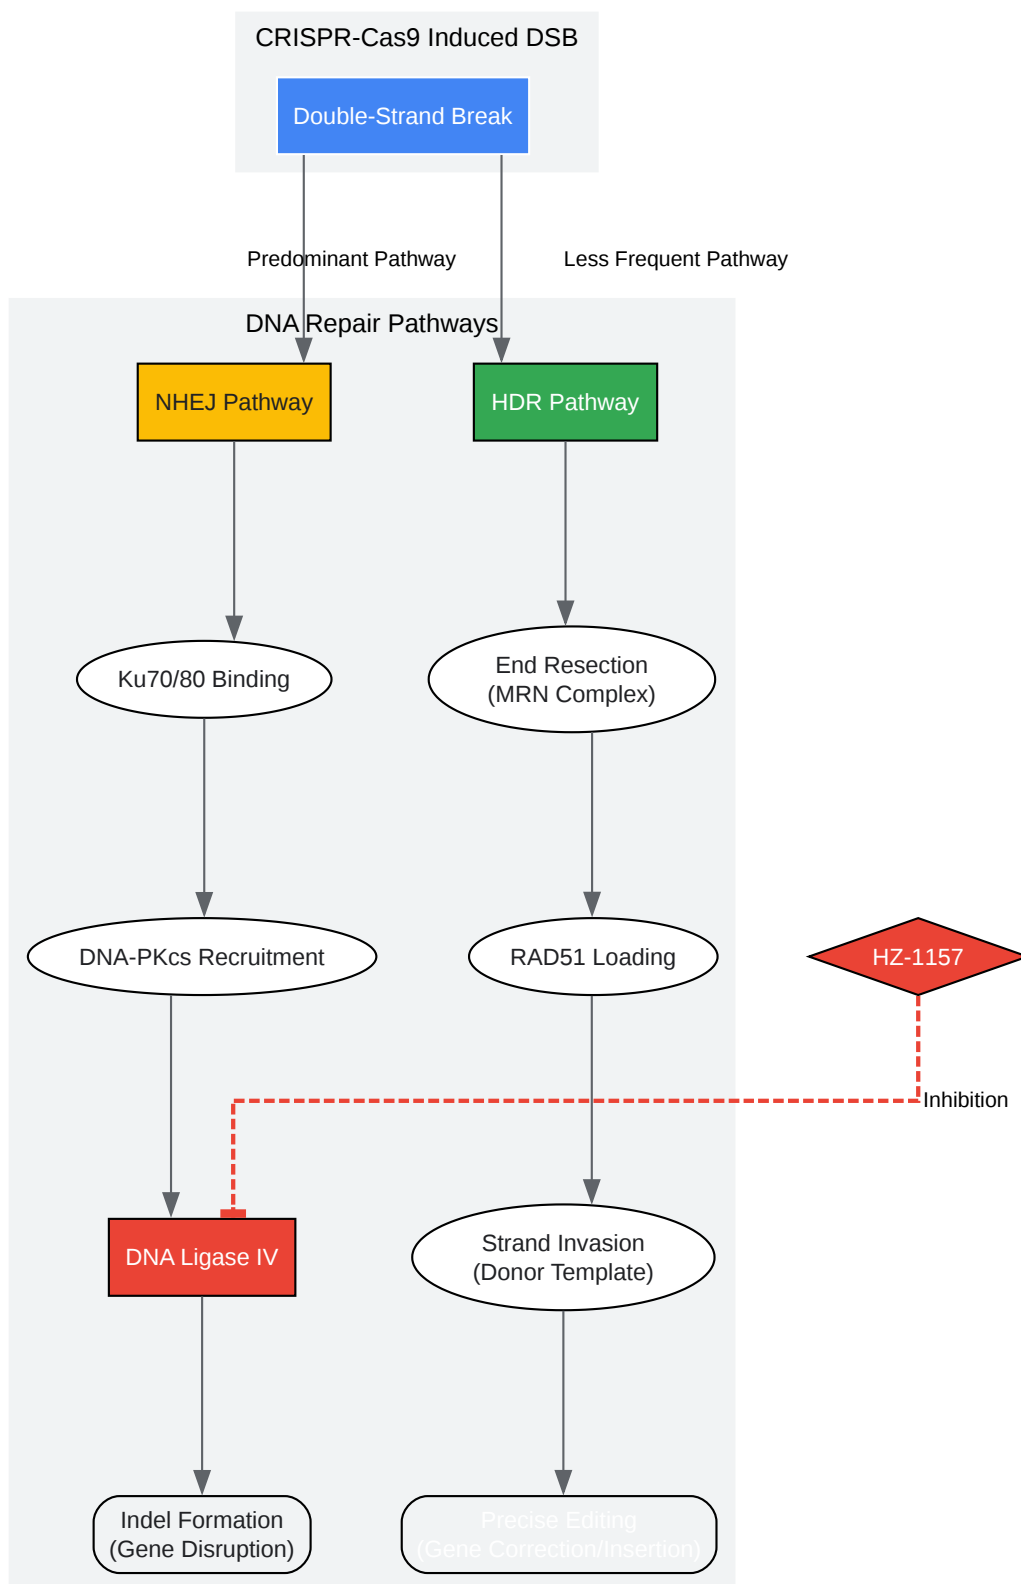 CRISPR-Cas9 Induced DSB
Double-Strand Break
Predominant Pathway
Less Frequent Pathway
DNA Repair Pathways
NHEJ Pathway
HDR Pathway
Ku70/80 Binding
End Resection
(MRN Complex)
DNA-PKcs Recruitment
RAD51 Loading
HZ-1157
Inhibition
DNA Ligase IV
Strand Invasion
(Donor Template)
Indel Formation
(Gene Disruption)
Precise Editing
(Gene Correction/Insertion)